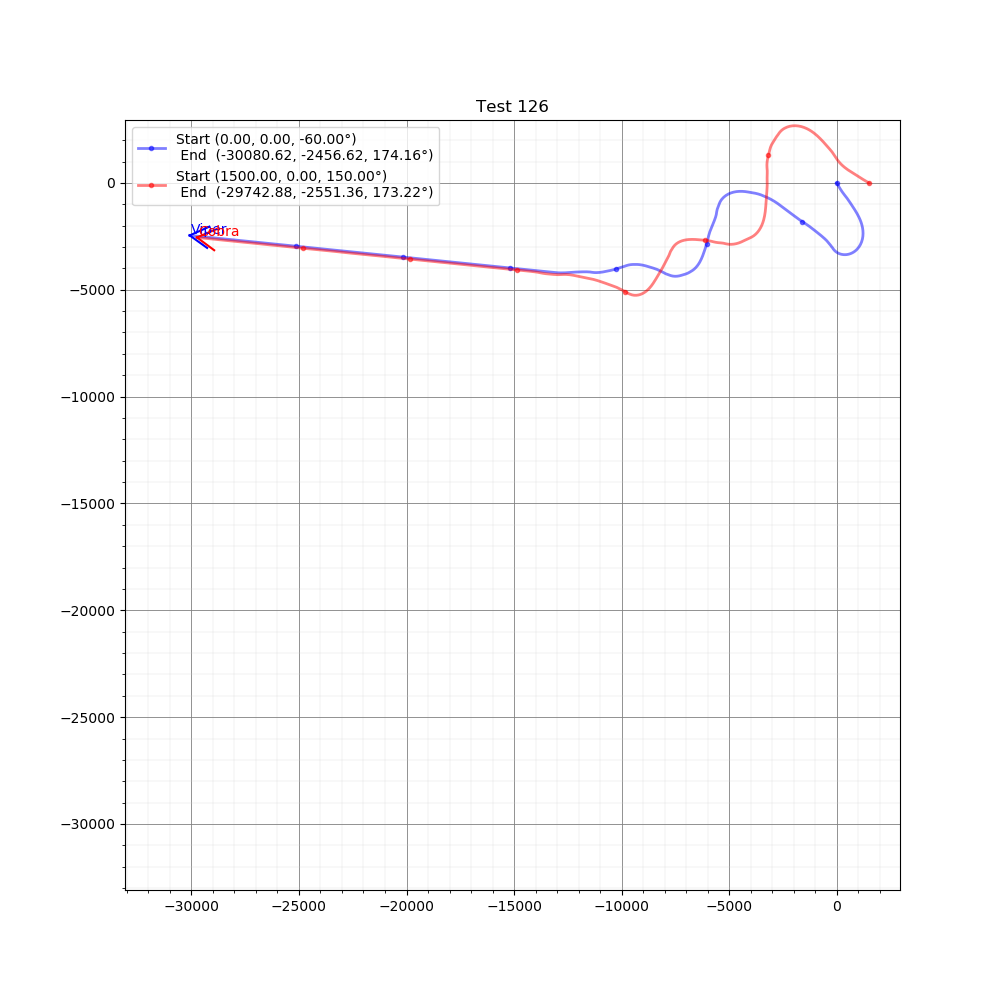 Test 126
Start (0.00, 0.00, -60.00°)
End (-30080.62, -2456.62, 174.16°)
Start (1500.00, 0.00, 150.00°)
End (-29742.88, -2551.36, 173.22°)
0
−5000
−10000
−15000
−20000
−25000
−30000
−30000 −25000 −20000 −15000 −10000 −5000 0